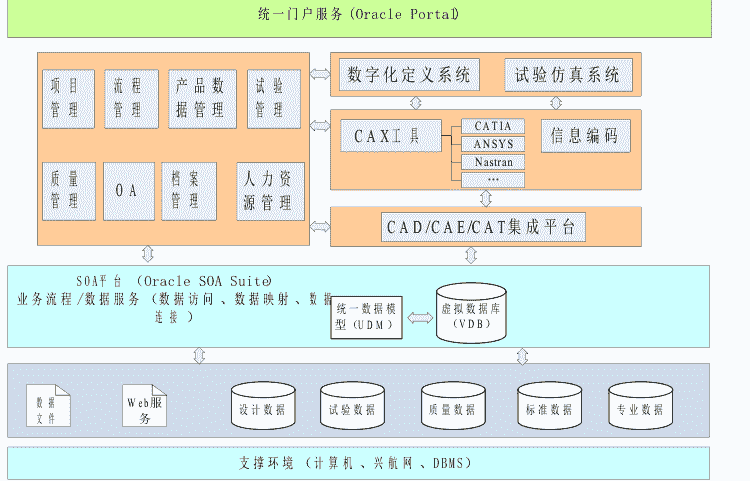 统一门户服务(Oracle Portal)
项目
管理
流程
管理
产品数
据管理
试验
管理
质量
管理
OA
档案
管理
人力资
源管理
数字化定义系统
试验仿真系统
CAX工具
CATIA
ANSYS
Nastran
…
信息编码
CAD/CAE/CAT集成平台
SOA平台 (Oracle SOA Suite)
业务流程/数据服务(数据访问、数据映射、数据
连接)
统一数据模
型(UDM)
虚拟数据库
(VDB)
数据
文件
Web服
务
设计数据
试验数据
质量数据
标准数据
专业数据
支撑环境(计算机、兴航网、DBMS)